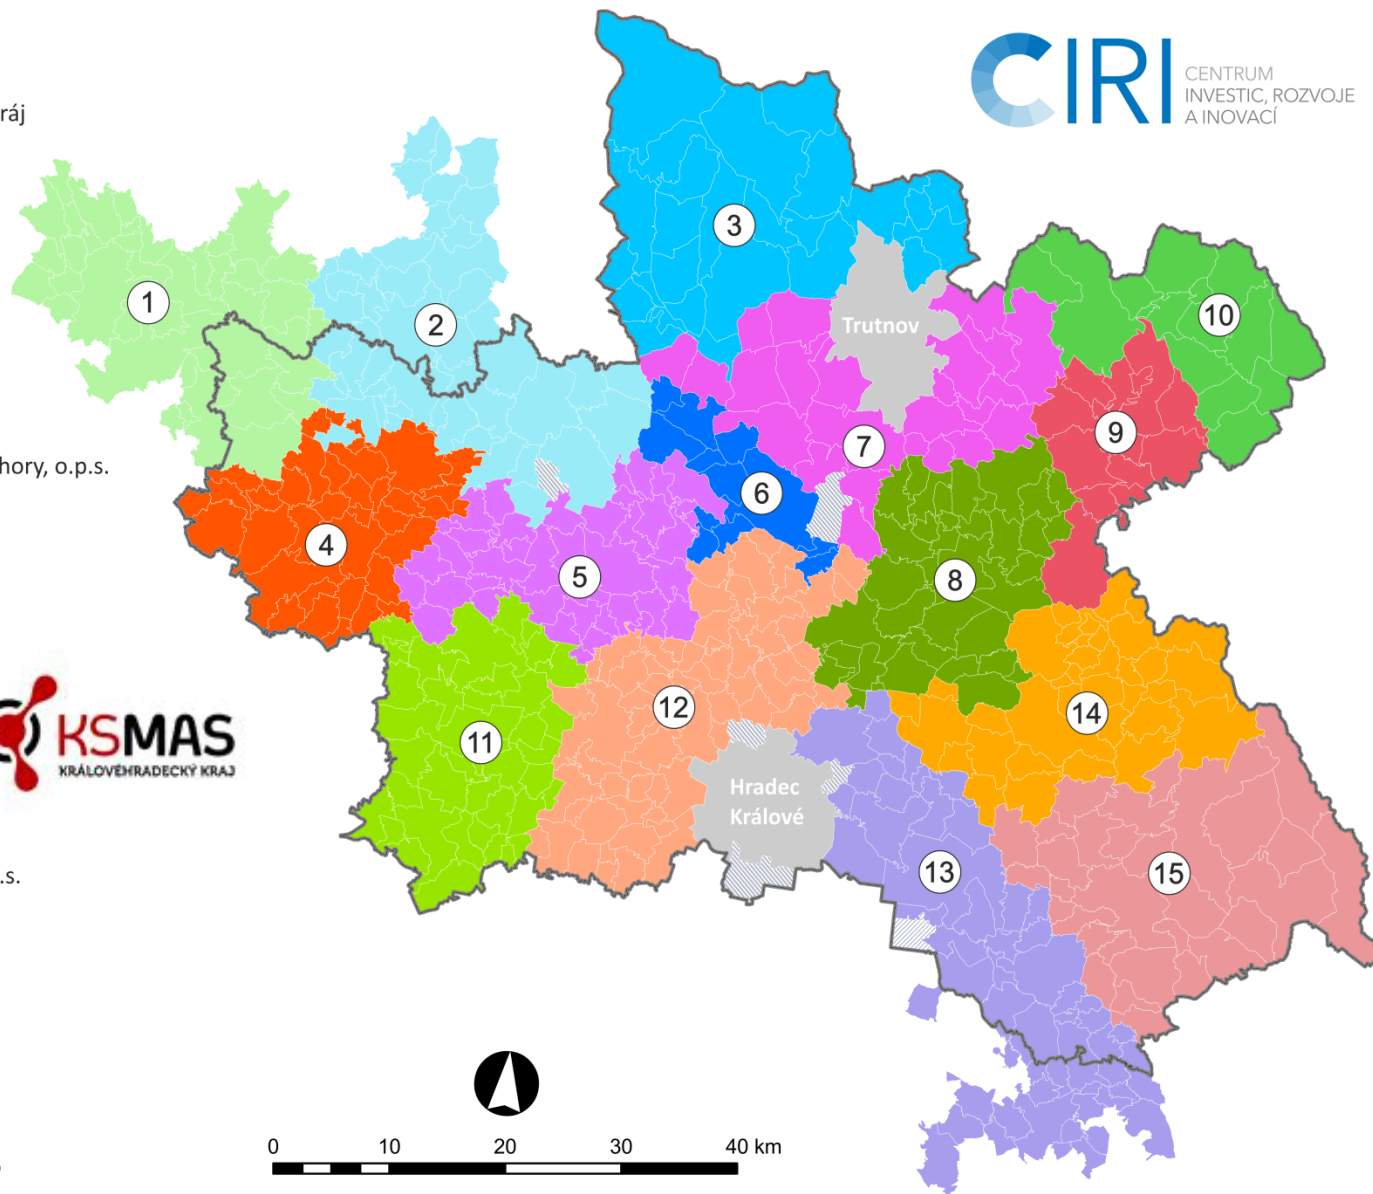 CIRI
CENTRUM
INVESTIC, ROZVOJE
A INOVACÍ
ráj
3
1
2
10
Trutnov
9
7
hory, o.p.s.
6
4
5
8
12
14
11
KSMAS
KRÁLOVÉHRADECKÝ KRAJ
Hradec
Králové
13
15
.s.
0 10 20 30 40 km